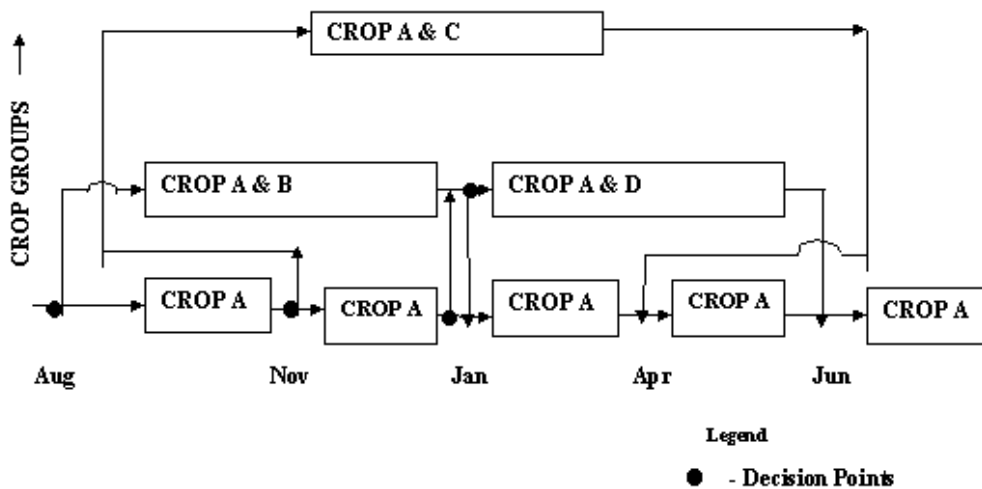 CROP A & C
CROP GROUPS
CROP A & B
CROP A & D
CROP A
CROP A
CROP A
CROP A
CROP A
Aug
Nov
Jan
Apr
Jun
Legend
- Decision Points